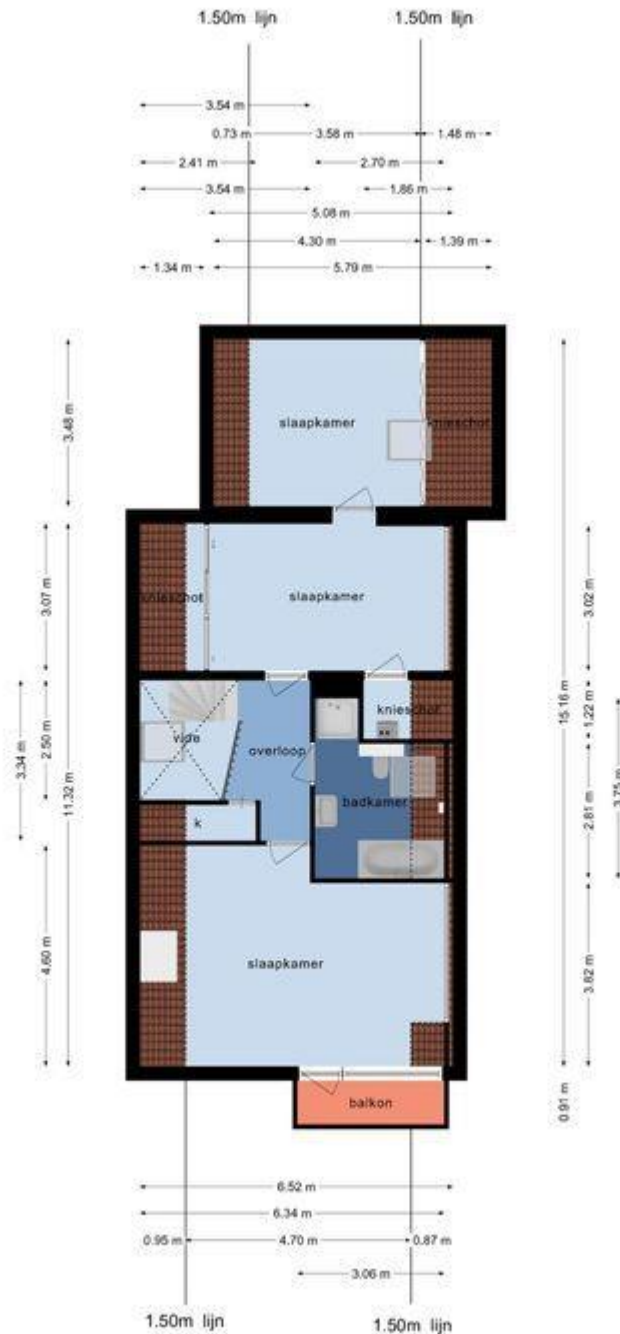 1.50m lijn
1.50m lijn
3.54 m
0.73 m
3.58 m
1.48 m
2.41 m
2.70 m
3.54 m
1.86 m
5.08 m
4.30 m
1.39 m
1.34 m
5.79 m
slaapkamer
knieschot
3.48 m
knieschot
slaapkamer
3.07 m
3.02 m
15.16 m
knieschot
vide
overloop
badkamer
k
3.34 m
2.50 m
11.32 m
1.22 m
2.81 m
3.75 m
slaapkamer
4.60 m
3.82 m
balkon
0.91 m
6.52 m
6.34 m
0.95 m
4.70 m
0.87 m
3.06 m
1.50m lijn
1.50m lijn